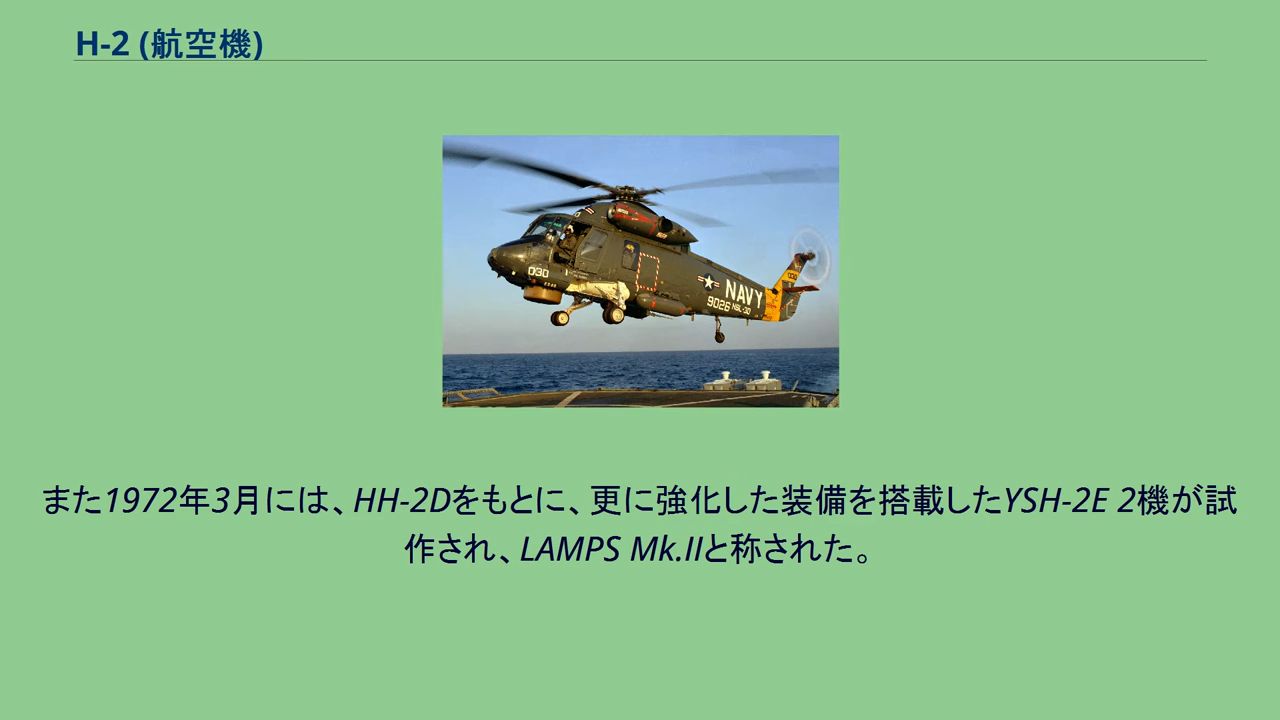 H-2 (航空機)
030
NAVY
9026 HSL-30
また1972年3月には、HH-2Dをもとに、更に強化した装備を搭載したYSH-2E 2機が試
作され、LAMPS Mk.IIと称された。